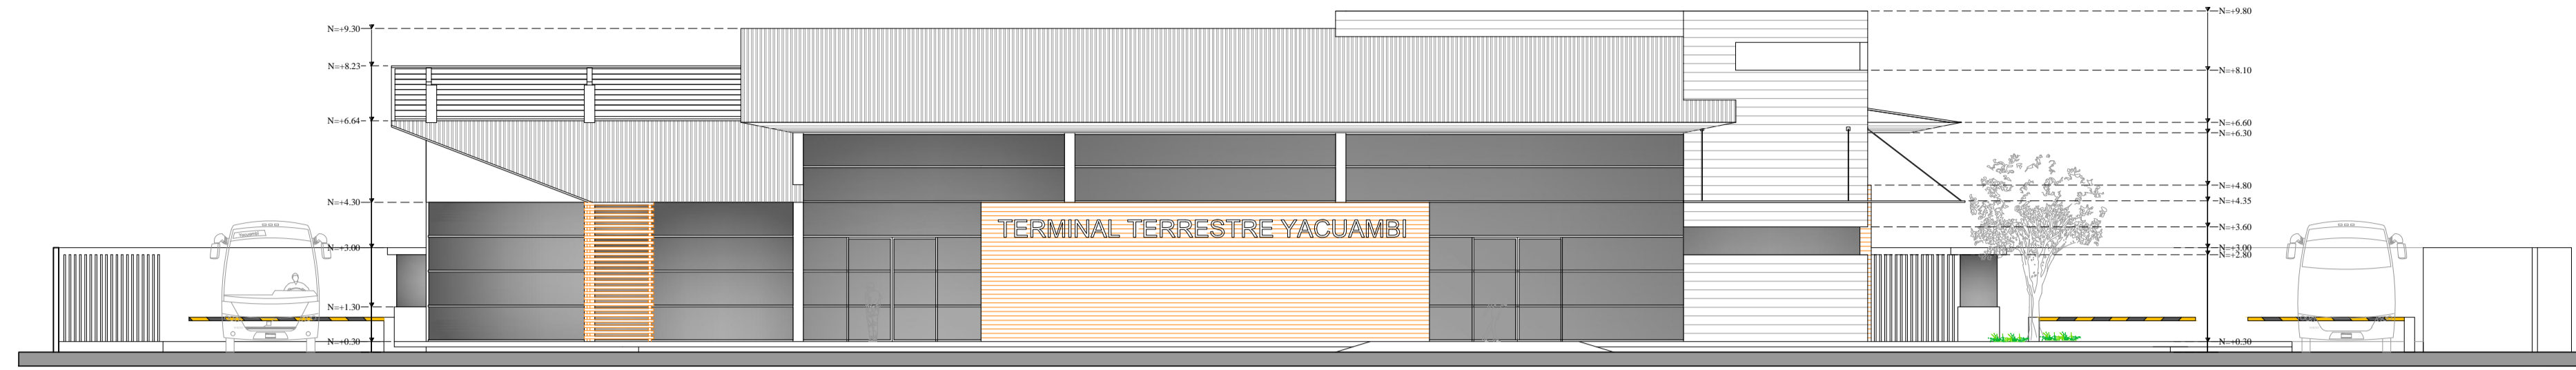 N=+9.80
N=+9.30
N=+8.23
N=+8.10
N=+6.64
N=+6.60
N=+6.30
N=+4.80
N=+4.30
N=+4.35
TERMINAL TERRESTRE YACUAMBI
N=+3.60
N=+3.00
N=+3.00
N=+2.80
N=+1.30
N=+0.30
N=+0.30